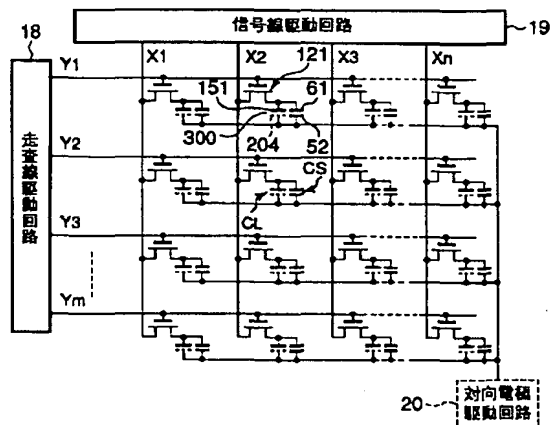 信号線駆動回路
19
18
X1 X2 121 X3 Xn
Y1
151 61
300 204 52
走査線駆動回路
Y2
CS
CL
Y3
Ym
20
対向電極
駆動回路